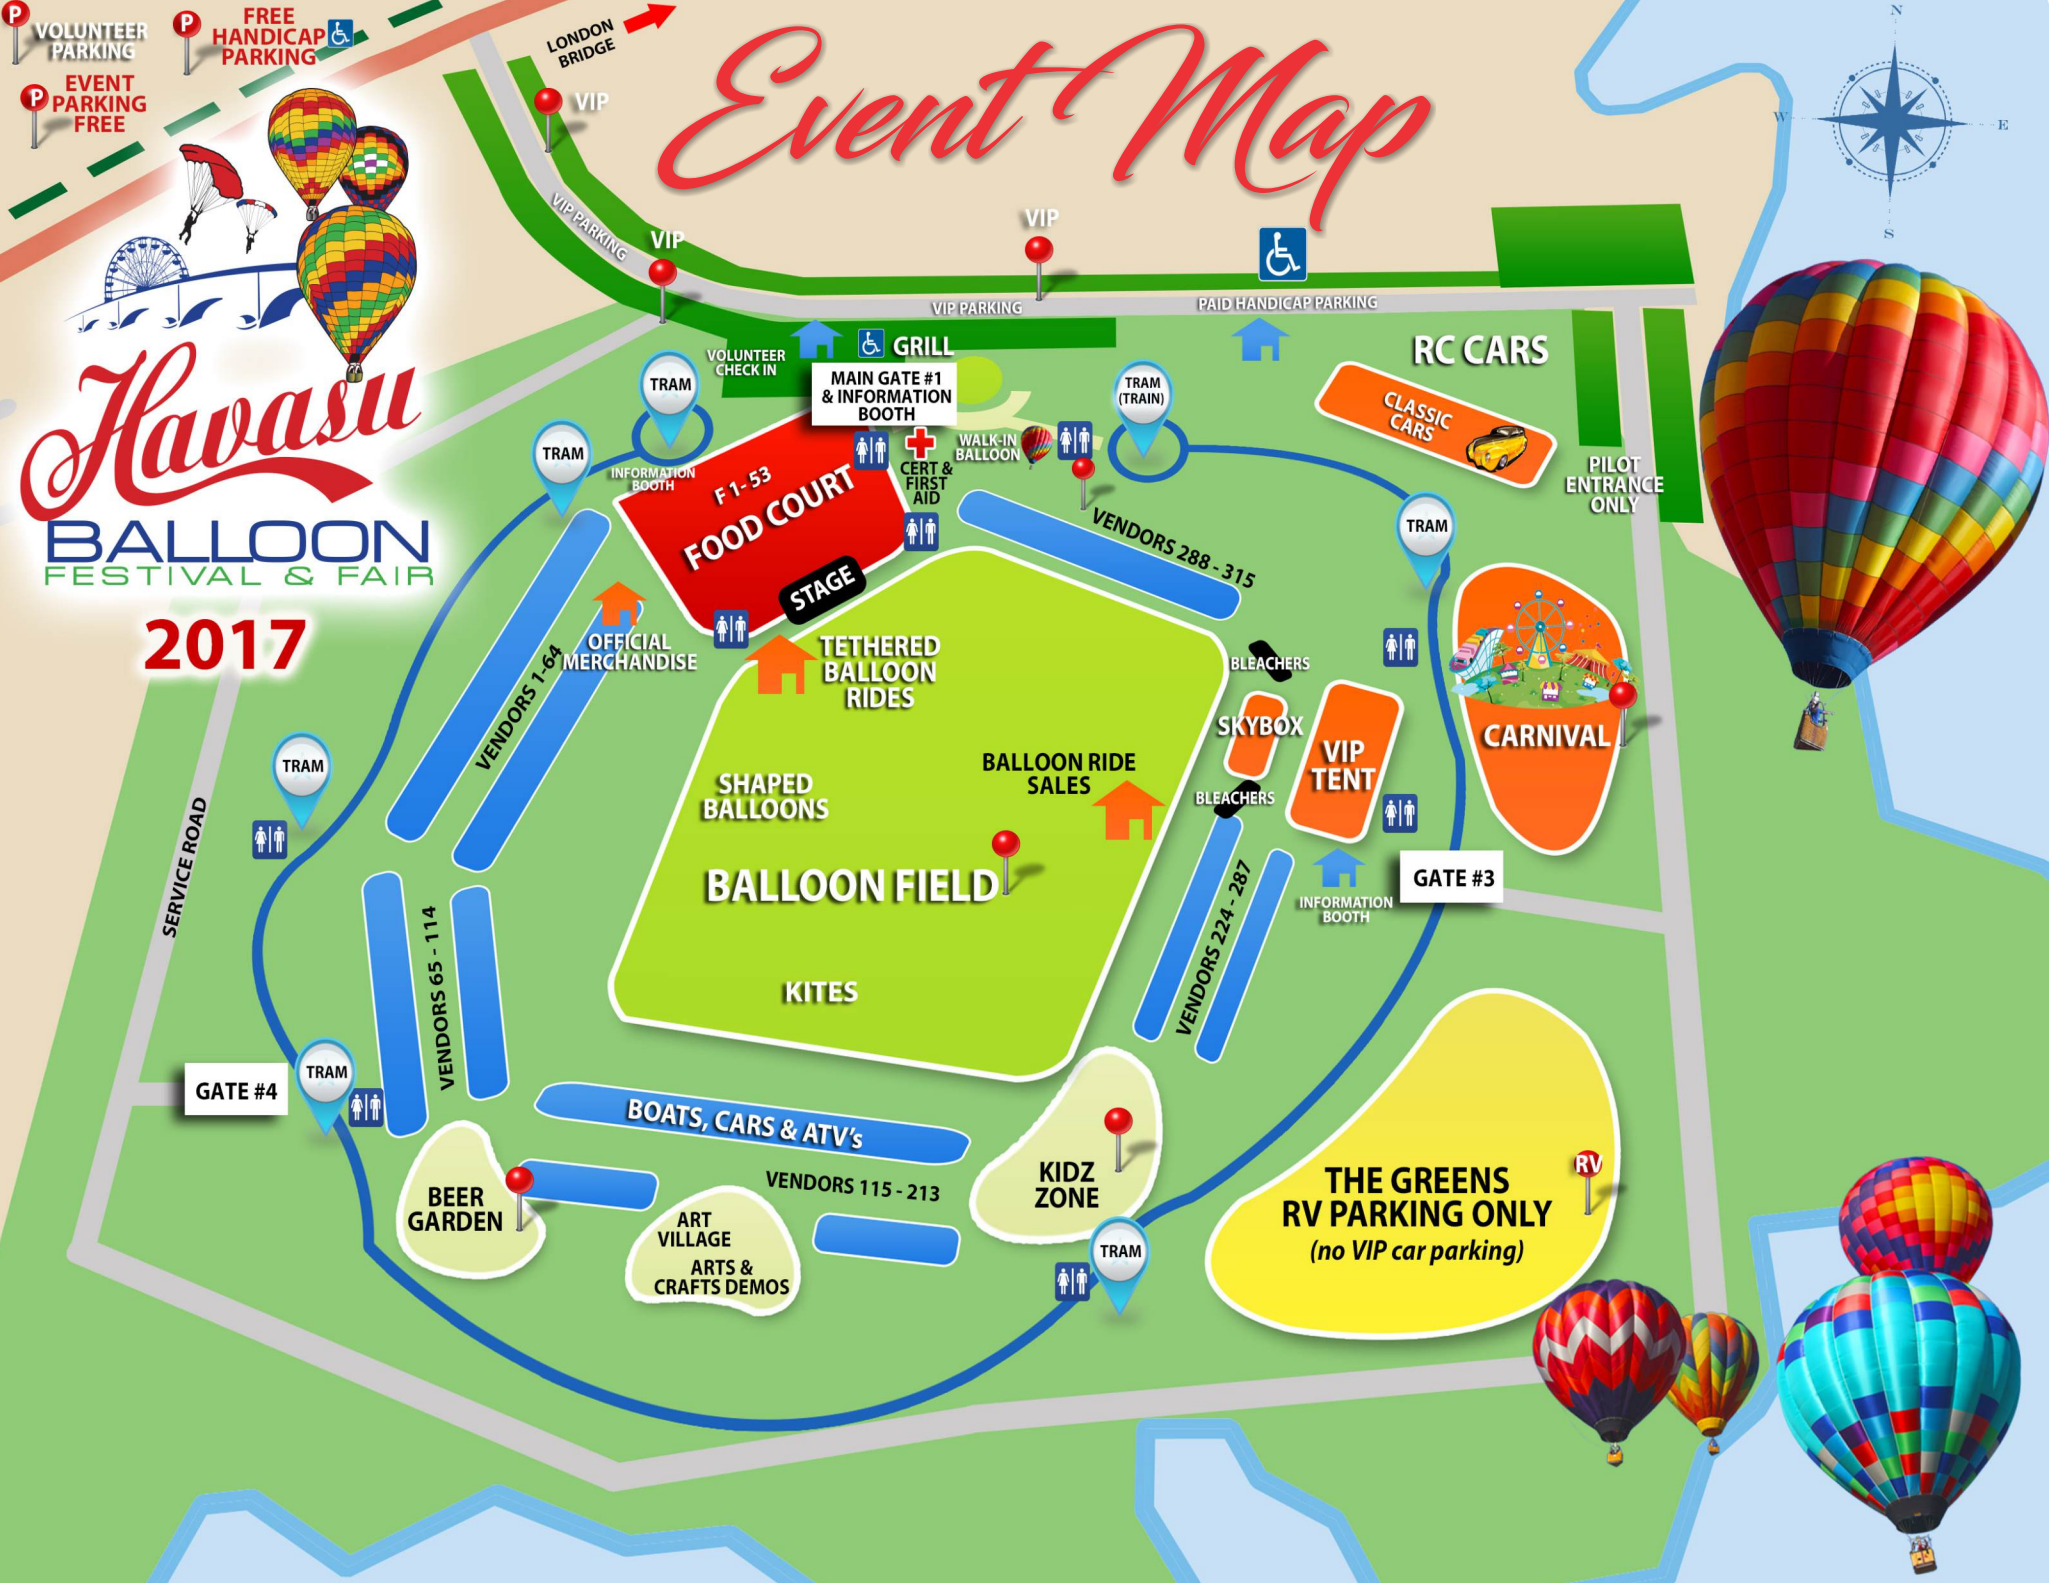 P
VOLUNTEER
PARKING
P
FREE
HANDICAP
PARKING
P
EVENT
PARKING
FREE
LONDON
BRIDGE
Event Map
N
W
E
S
VIP
VIP PARKING
VIP
VIP
VIP PARKING
PAID HANDICAP PARKING
Havasu
BALLOON
FESTIVAL & FAIR
2017
VOLUNTEER
CHECK IN
GRILL
MAIN GATE #1
& INFORMATION
BOOTH
RC CARS
CLASSIC
CARS
PILOT
ENTRANCE
ONLY
TRAM
TRAM
TRAM
(TRAIN)
TRAM
INFORMATION
BOOTH
F 1- 53
FOOD COURT
STAGE
CERT &
FIRST
AID
WALK-IN
BALLOON
VENDORS 288 - 315
OFFICIAL
MERCHANDISE
VENDORS 1-64
TETHERED
BALLOON
RIDES
BLEACHERS
SKYBOX
VIP
TENT
BLEACHERS
CARNIVAL
BALLOON RIDE
SALES
SHAPED
BALLOONS
BALLOON FIELD
KITES
TRAM
SERVICE ROAD
VENDORS 65 - 114
VENDORS 224 - 287
INFORMATION
BOOTH
GATE #3
GATE #4
TRAM
BOATS, CARS & ATV's
VENDORS 115 - 213
BEER
GARDEN
ART
VILLAGE
ARTS &
CRAFTS DEMOS
KIDZ
ZONE
TRAM
RV
THE GREENS
RV PARKING ONLY
(no VIP car parking)